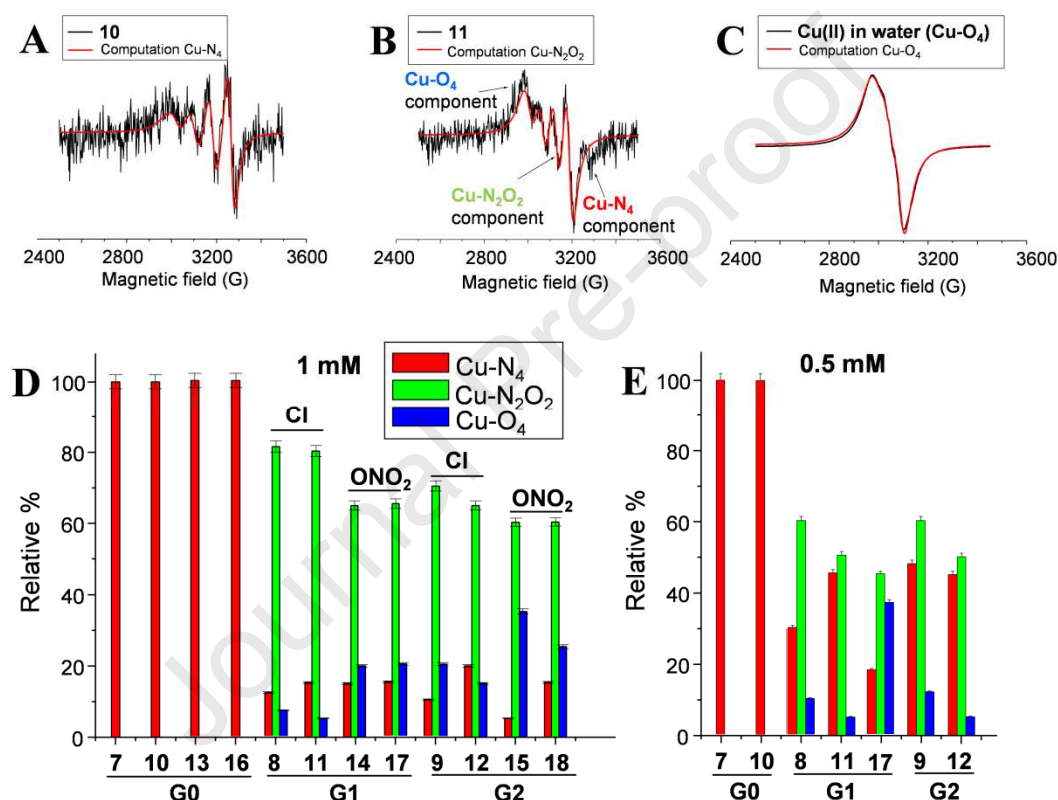 A
10
Computation Cu-N4
2400 2800 3200 3600
Magnetic field (G)
B
11
Computation Cu-N2O2
Cu-O4
component
Cu-N2O2
component
Cu-N4
component
2400 2800 3200 3600
Magnetic field (G)
C
Cu(II) in water (Cu-O4)
Computation Cu-O4
2400 2800 3200 3600
Magnetic field (G)
Journal Pre-proof
D
1 mM
Cu-N4
Cu-N2O2
Cu-O4
Cl
ONO2
Cl
ONO2
Relative %
100
80
60
40
20
0
7 10 13 16 8 11 14 17 9 12 15 18
G0 G1 G2
E
0.5 mM
Relative %
100
80
60
40
20
0
7 10 8 11 17 9 12
G0 G1 G2